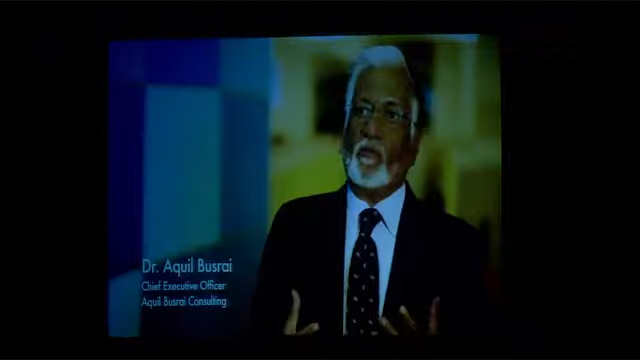 Dr. Aquil Busrai
Chief Executive Officer
Aquil Busrai Consulting